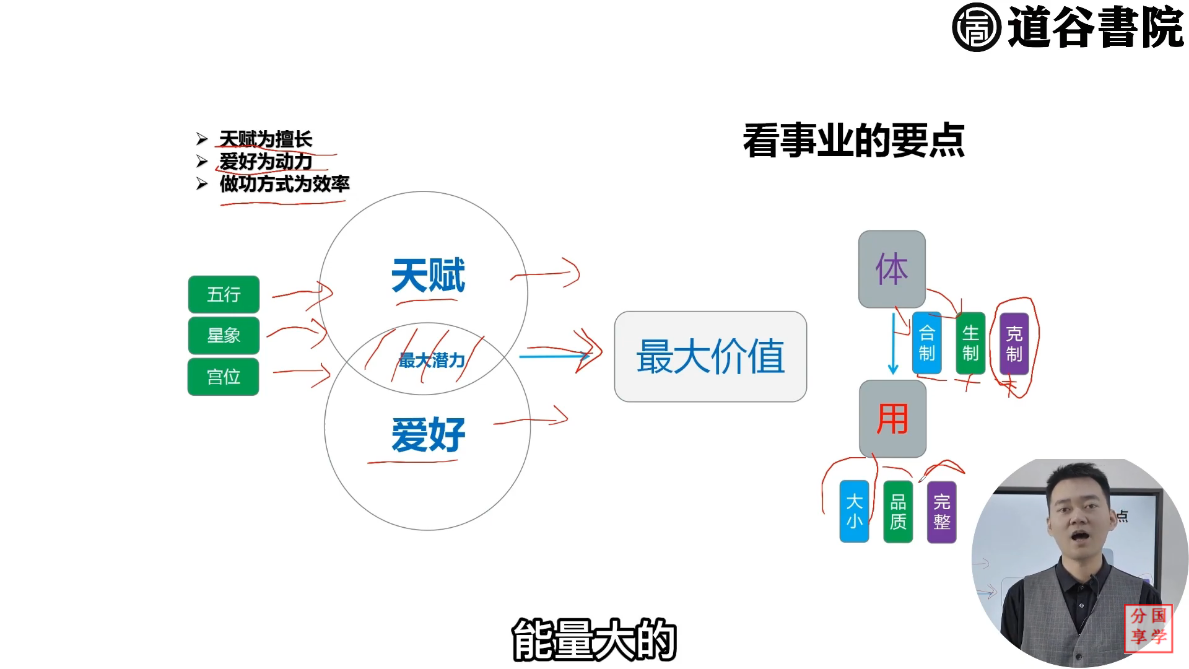 道谷書院
天赋为擅长
爱好为动力
做功方式为效率
看事业的要点
五行
星象
宫位
天赋
最大潜力
爱好
最大价值
体
合制
生制
克制
用
大小
品质
完整
点
国学
分享
能量大的